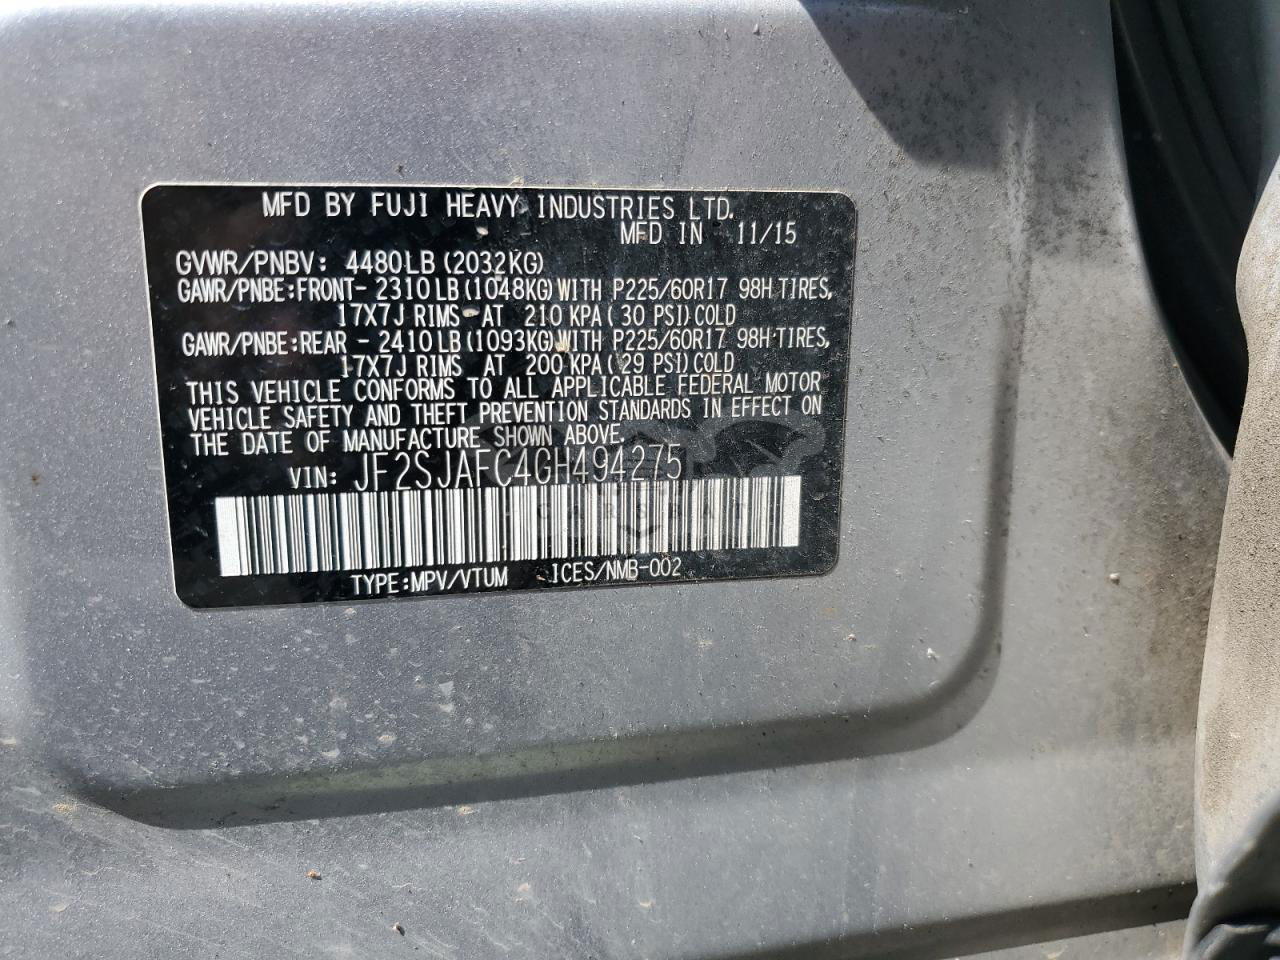 MFD BY FUJI HEAVY INDUSTRIES LTD.
MFD IN 11/15
GVWR/PNBV: 4480LB(2032KG)
GAWR/PNBE:FRONT- 2310LB(1048KG)WITH P225/60R17 98H TIRES,
17X7J RIMS AT 210 KPA(30 PSI)COLD
GAWR/PNBE:REAR - 2410LB(1093KG)WITH P225/60R17 98H TIRES,
17X7J RIMS AT 200 KPA(29 PSI)COLD
THIS VEHICLE CONFORMS TO ALL APPLICABLE FEDERAL MOTOR
VEHICLE SAFETY AND THEFT PREVENTION STANDARDS IN EFFECT ON
THE DATE OF MANUFACTURE SHOWN ABOVE.
VIN: JF2SJAFC4GH494275
TYPE:MPV/VTUM ICES/NMB-002